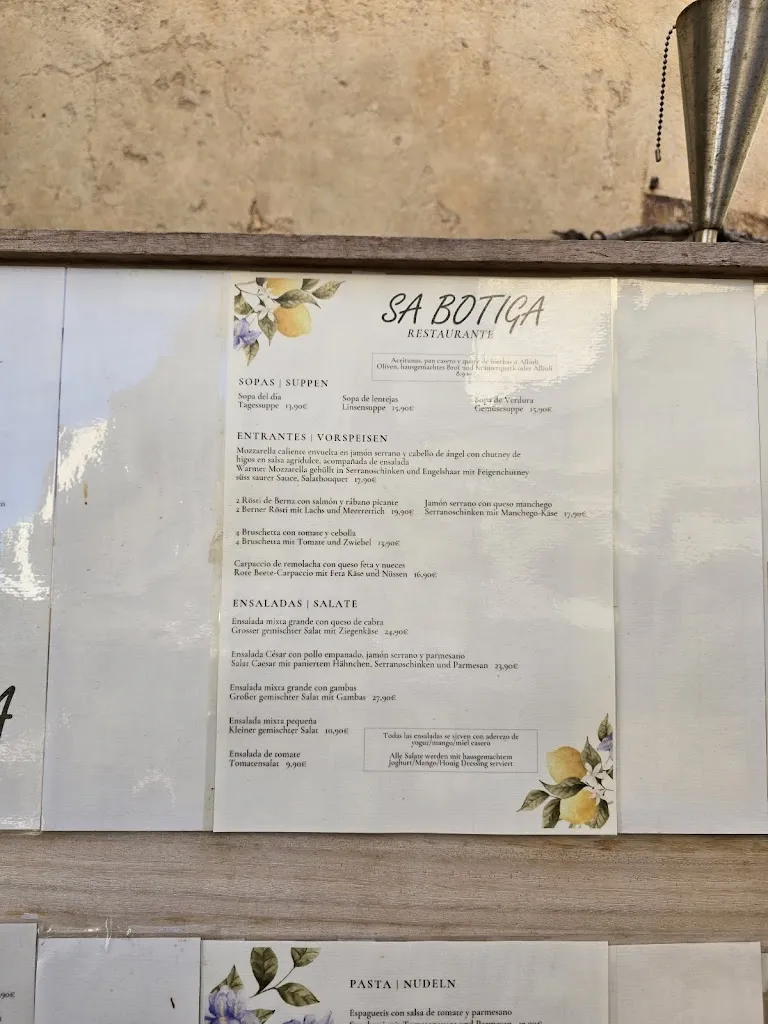 SA BOTIGA
RESTAURANTE
Aceitunas, pan casero y quark de hierbas o Allioli
Oliven, hausgemachtes Brot und Kräuterquark oder Allioli
SOPAS | SUPPEN
Sopa del dia
Tagessuppe 13,90€
Sopa de lentejas
Linsensuppe 15,90€
Sopa de Verdura
Gemüsesuppe 15,90€
ENTRANTES | VORSPEISEN
Mozzarella caliente envuelta en jamón serrano y cabello de ángel con chutney de
higos en salsa agridulce, acompañada de ensalada
Warmer Mozzarella gehüllt in Serranoschinken und Engelshaar mit Feigenchutney
süss saurer Sauce, Salatbouquet 17,90€
2 Rösti de Berna con salmón y rábano picante
2 Berner Rösti mit Lachs und Meerrettich 19,90€
Jamón serrano con queso manchego
Serranoschinken mit Manchego-Käse 17,90€
4 Bruschetta con tomate y cebolla
4 Bruschetta mit Tomate und Zwiebel 13,90€
Carpaccio de remolacha con queso feta y nueces
Rote Beete-Carpaccio mit Feta Käse und Nüssen 16,90€
ENSALADAS | SALATE
Ensalada mixta grande con queso de cabra
Grosser gemischter Salat mit Ziegenkäse 24,90€
Ensalada César con pollo empanado, jamón serrano y parmesano
Salat Caesar mit paniertem Hähnchen, Serranoschinken und Parmesan 23,90€
Ensalada mixta grande con gambas
Großer gemischter Salat mit Gambas 27,90€
Ensalada mixta pequeña
Kleiner gemischter Salat 10,90€
Ensalada de tomate
Tomatensalat 9,90€
Todas las ensaladas se sirven con aderezo de
yogur/mango/miel casero
Alle Salate werden mit hausgemachtem
Joghurt/Mango/Honig Dressing serviert
PASTA | NUDELN
Espaguetis con salsa de tomate y parmesano